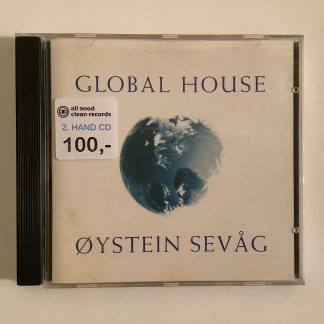 GLOBAL HOUSE
all good
clean records
2. HAND CD
100,-
ØYSTEIN SEVÅG